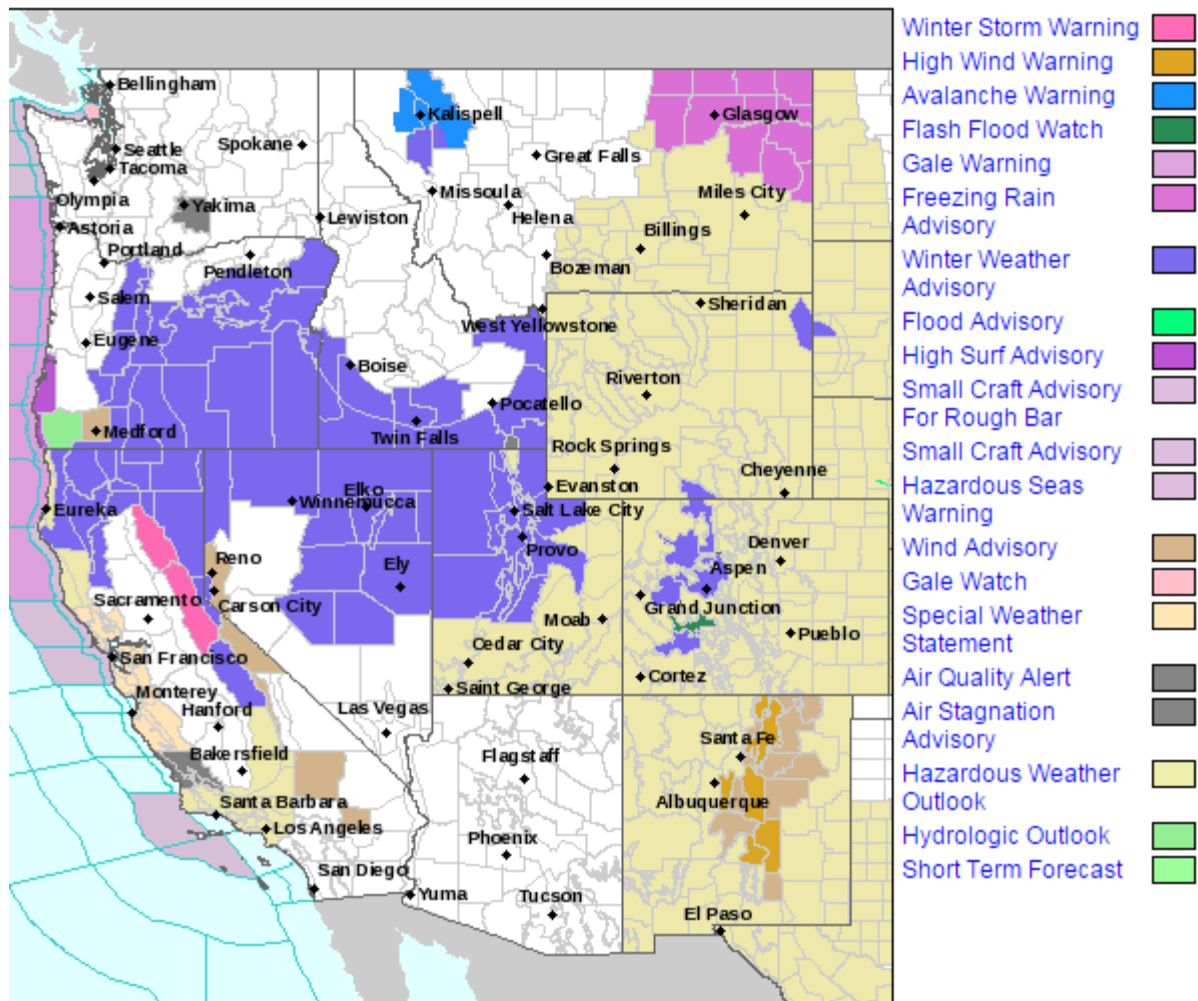 Bellingham
Kalispell
Glasgow
Seattle
Spokane
Great Falls
Tacoma
Missoula
Miles City
Olympia
Yakima
Helena
Lewiston
Astoria
Billings
Portland
Pendleton
Bozeman
Salem
Sheridan
West Yellowstone
Eugene
Boise
Riverton
Pocatello
Medford
Twin Falls
Rock Springs
Cheyenne
Elko
Evanston
Winnemucca
Eureka
Salt Lake City
Denver
Provo
Reno
Ely
Aspen
Sacramento
Carson City
Grand Junction
Moab
Pueblo
Cedar City
San Francisco
Cortez
Saint George
Monterey
Hanford
Las Vegas
Santa Fe
Bakersfield
Flagstaff
Albuquerque
Santa Barbara
Los Angeles
Phoenix
San Diego
Yuma
Tucson
El Paso
Winter Storm Warning
High Wind Warning
Avalanche Warning
Flash Flood Watch
Gale Warning
Freezing Rain
Advisory
Winter Weather
Advisory
Flood Advisory
High Surf Advisory
Small Craft Advisory
For Rough Bar
Small Craft Advisory
Hazardous Seas
Warning
Wind Advisory
Gale Watch
Special Weather
Statement
Air Quality Alert
Air Stagnation
Advisory
Hazardous Weather
Outlook
Hydrologic Outlook
Short Term Forecast